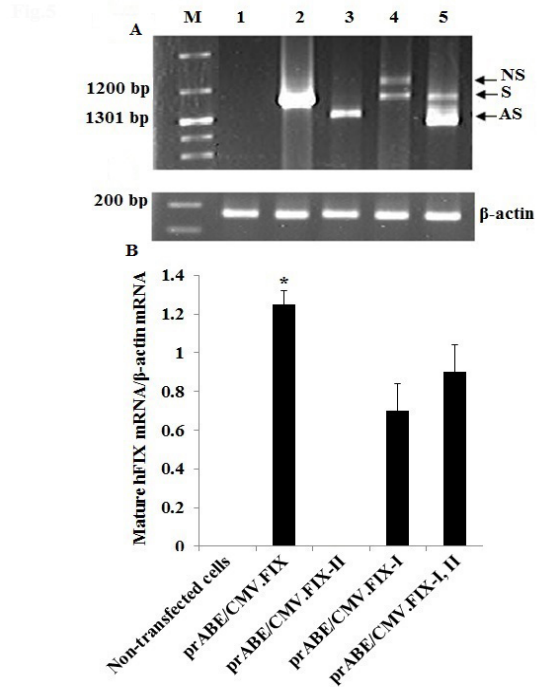 M 1 2 3 4 5
A
NS
1200 bp
S
1301 bp
AS
200 bp
β-actin
B
Mature hFIX mRNA/β-actin mRNA
1.4
1.2
1
0.8
0.6
0.4
0.2
0
*
Non-transfected cells
prABE/CMV.FIX
prABE/CMV.FIX-II
prABE/CMV.FIX-I
prABE/CMV.FIX-I, II